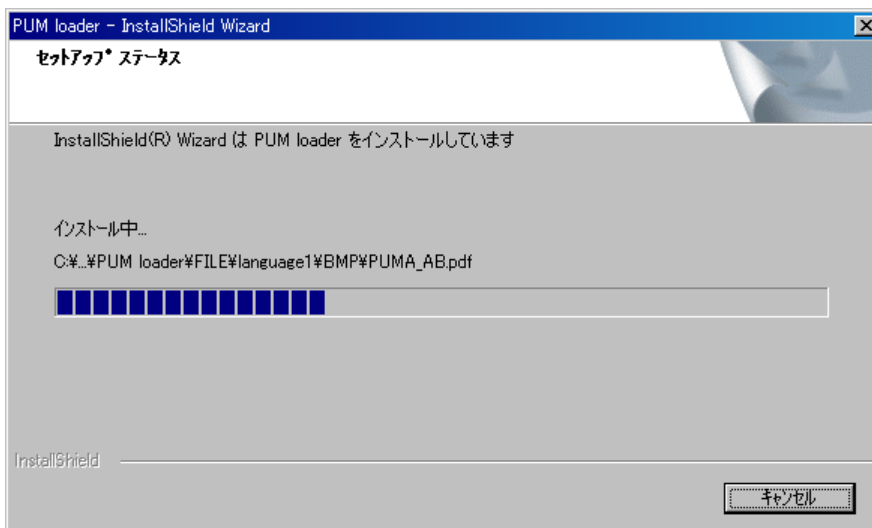 PUM loader - InstallShield Wizard
セットアップ ステータス
InstallShield(R) Wizard は PUM loader をインストールしています
インストール中...
C:¥...¥PUM loader¥FILE¥language1¥BMP¥PUMA_AB.pdf
InstallShield
キャンセル